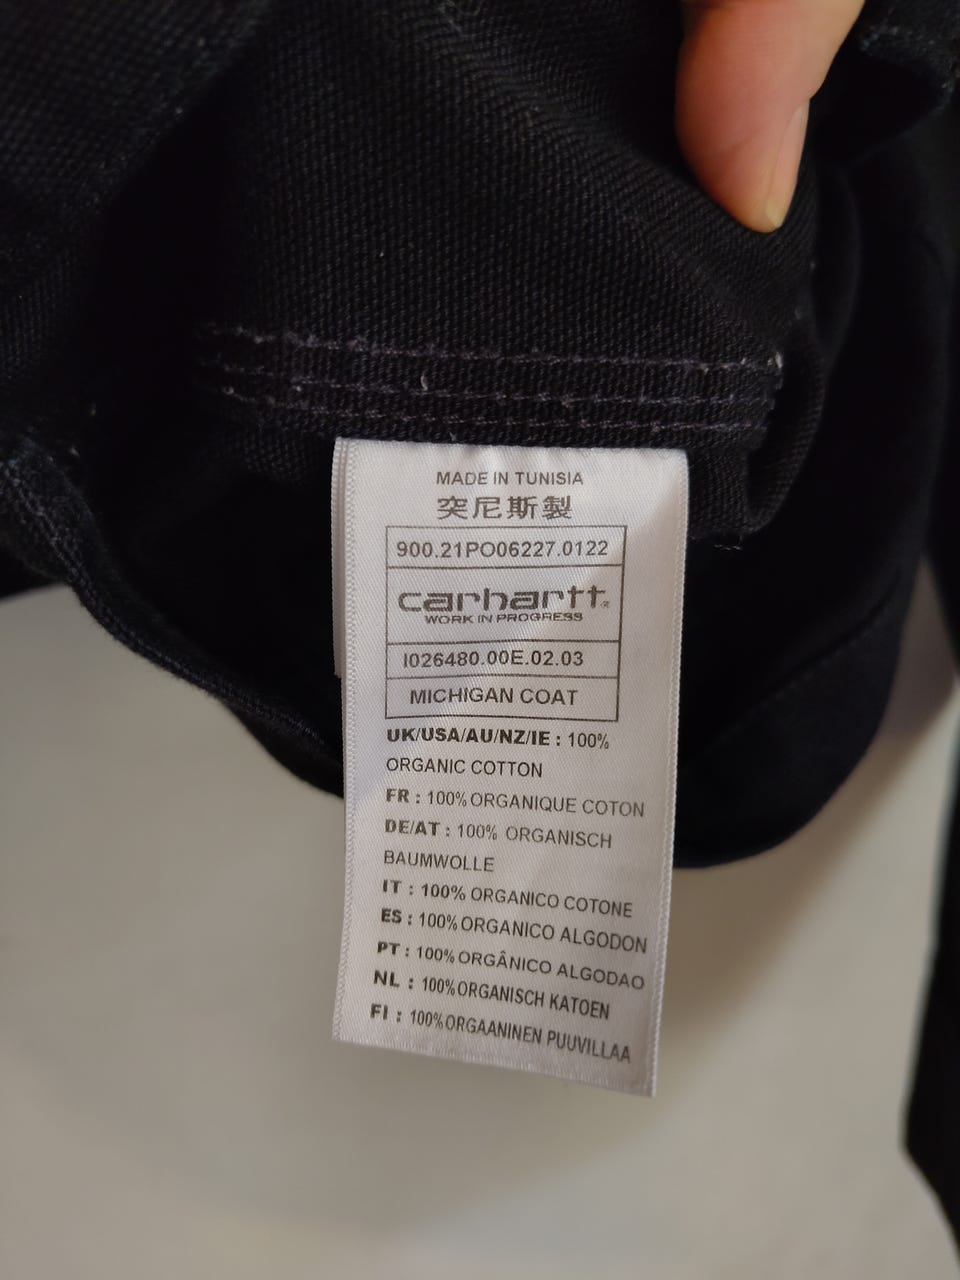 MADE IN TUNISIA
突尼斯製
900.21PO06227.0122
carhartt®
WORK IN PROGRESS
I026480.00E.02.03
MICHIGAN COAT
UK/USA/AU/NZ/IE : 100%
ORGANIC COTTON
FR : 100% ORGANIQUE COTON
DE/AT : 100% ORGANISCH
BAUMWOLLE
IT : 100% ORGANICO COTONE
ES : 100% ORGANICO ALGODON
PT : 100% ORGÂNICO ALGODAO
NL : 100% ORGANISCH KATOEN
FI : 100% ORGAANINEN PUUVILLAA